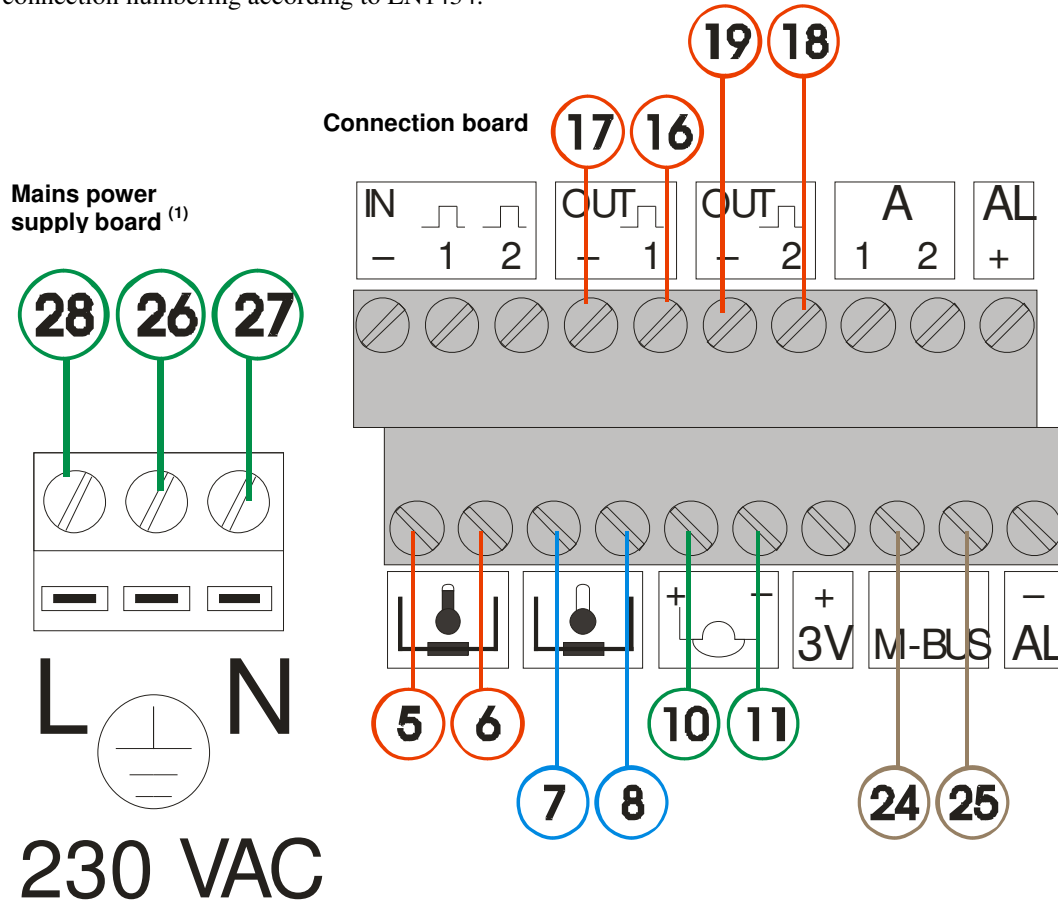 connection numbering according to EN1434.
19 18
Connection board
17 16
Mains power
supply board (1)
IN OUT OUT A AL
– 1 2 – 1 – 2 1 2 +
28 26 27
+ – + –
3V M-BUS AL
L N
5 6 10 11
7 8 24 25
230 VAC